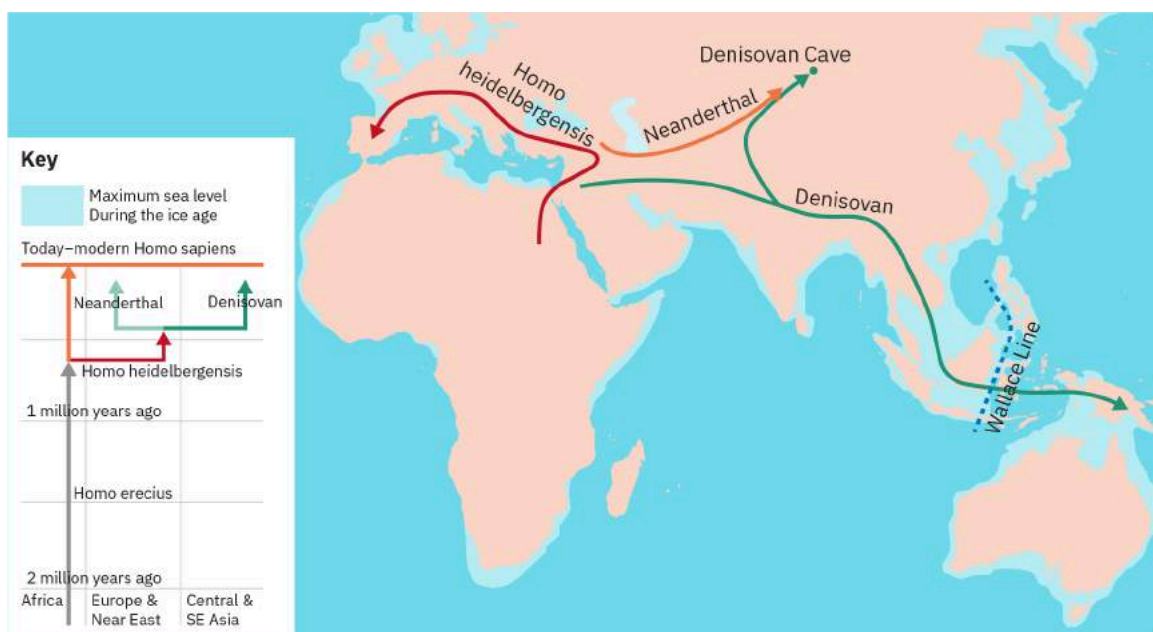 Key
Maximum sea level
During the ice age
Today–modern Homo sapiens
Neanderthal
Denisovan
Homo heidelbergensis
1 million years ago
Homo erecius
2 million years ago
Africa
Europe &
Near East
Central &
SE Asia
Homo
heidelbergensis
Neanderthal
Denisovan Cave
Denisovan
Wallace Line